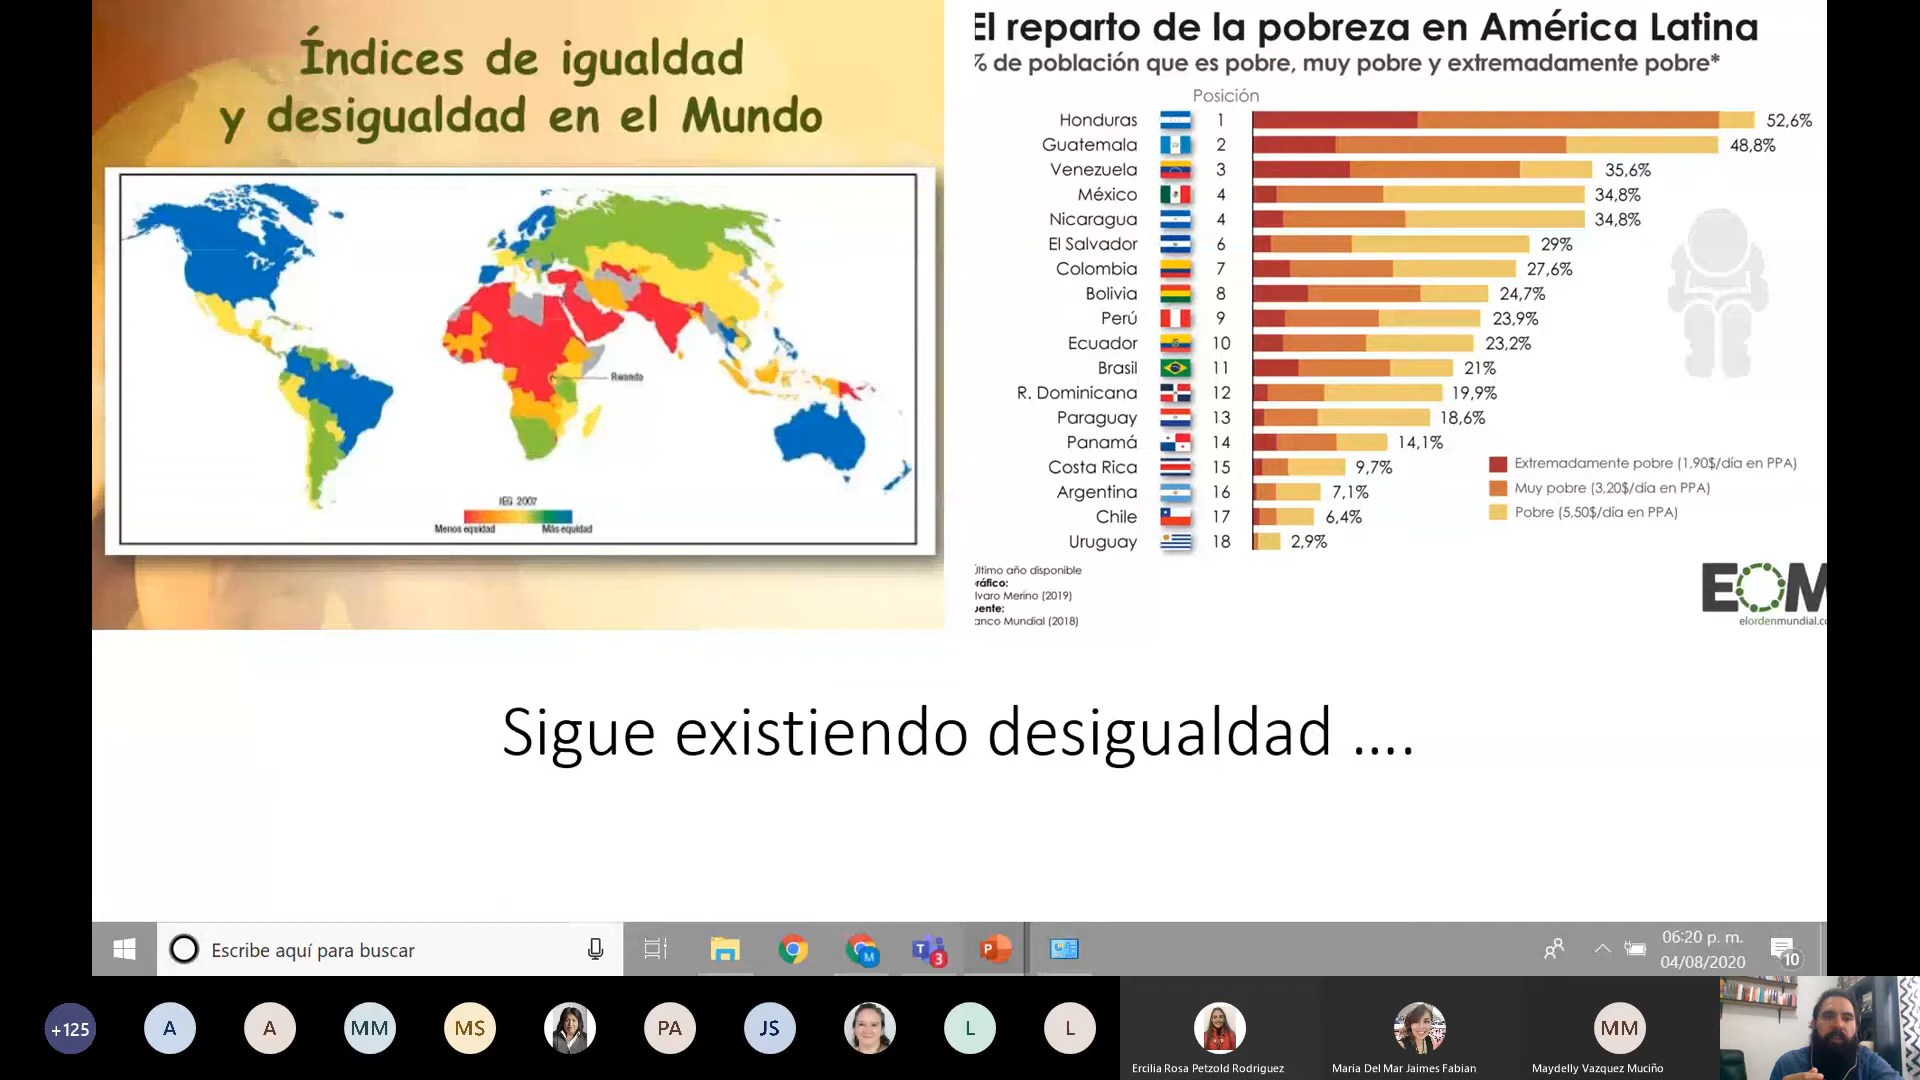 Índices de igualdad
y desigualdad en el Mundo
Rwanda
IEG 2007
Menos equidad Más equidad
El reparto de la pobreza en América Latina
% de población que es pobre, muy pobre y extremadamente pobre*
Posición
Honduras 1 52,6%
Guatemala 2 48,8%
Venezuela 3 35,6%
México 4 34,8%
Nicaragua 4 34,8%
El Salvador 6 29%
Colombia 7 27,6%
Bolivia 8 24,7%
Perú 9 23,9%
Ecuador 10 23,2%
Brasil 11 21%
R. Dominicana 12 19,9%
Paraguay 13 18,6%
Panamá 14 14,1%
Costa Rica 15 9,7%
Argentina 16 7,1%
Chile 17 6,4%
Uruguay 18 2,9%
Extremadamente pobre (1,90$/día en PPA)
Muy pobre (3,20$/día en PPA)
Pobre (5,50$/día en PPA)
Último año disponible
ráfico:
lvaro Merino (2019)
uente:
anco Mundial (2018)
EOM
elordenmundial.co
Sigue existiendo desigualdad ....
Escribe aquí para buscar
M
T
3
P
06:20 p. m.
04/08/2020
10
+125
A
A
MM
MS
PA
JS
L
L
MM
Ercilia Rosa Petzold Rodriguez
Maria Del Mar Jaimes Fabian
Maydelly Vazquez Muciño